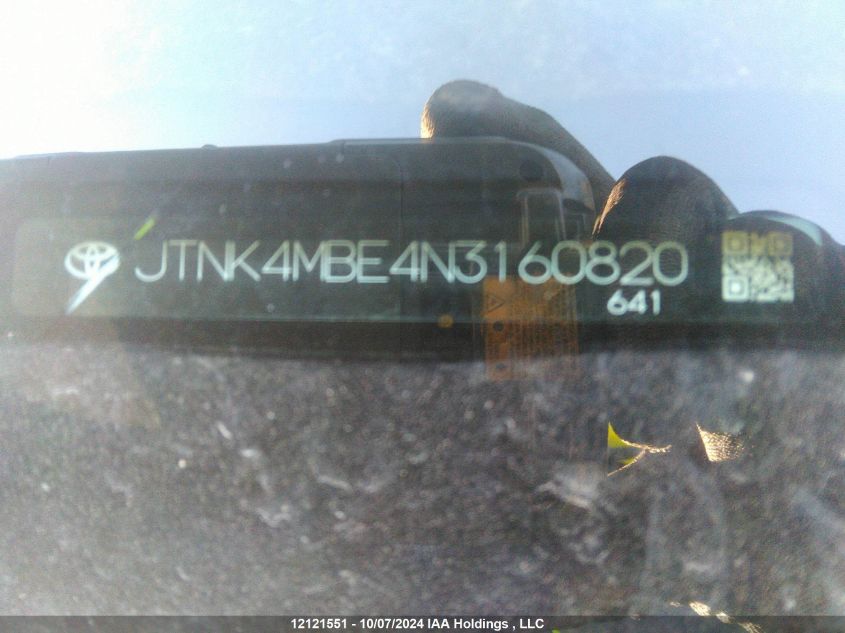 JTNK4MBE4N3160820
641
12121551 - 10/07/2024 IAA Holdings , LLC